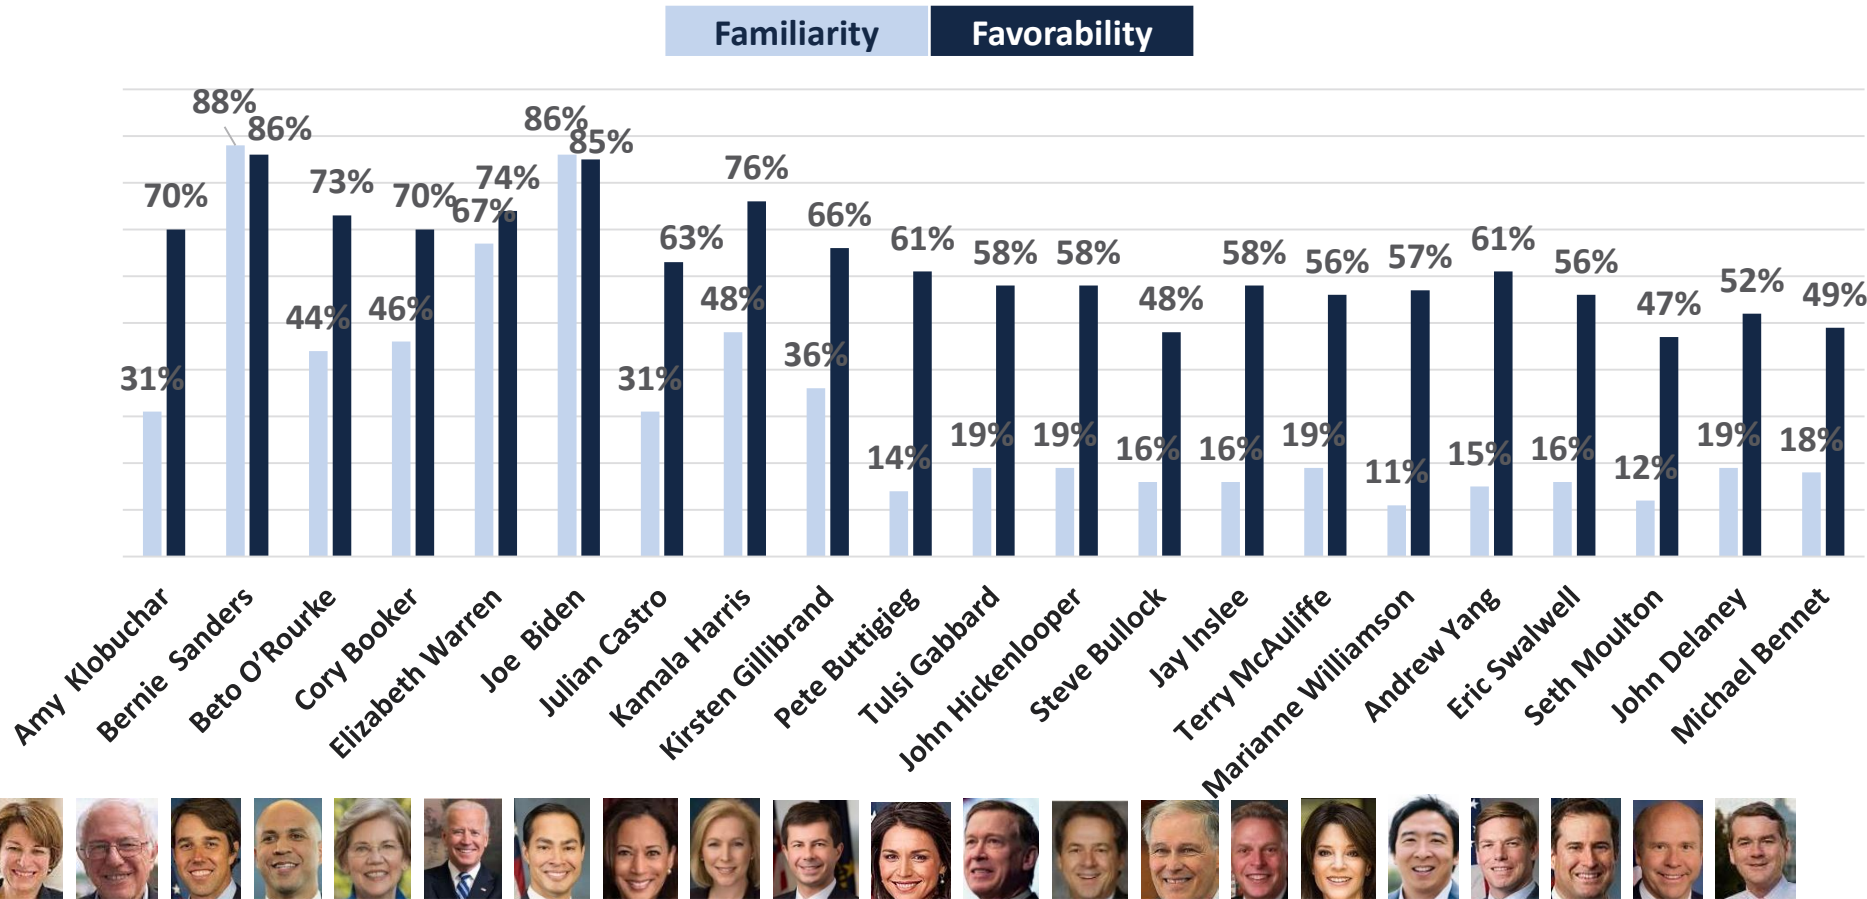 Familiarity Favorability
88%
86%
86%
85%
70%
73%
70%
67%
74%
76%
63%
66%
61%
58%
58%
48%
58%
56%
57%
61%
56%
47%
52%
49%
31%
44%
46%
31%
48%
36%
14%
19%
19%
16%
16%
19%
11%
15%
16%
12%
19%
18%
Amy Klobuchar
Bernie Sanders
Beto O’Rourke
Cory Booker
Elizabeth Warren
Joe Biden
Julian Castro
Kamala Harris
Kirsten Gillibrand
Pete Buttigieg
Tulsi Gabbard
John Hickenlooper
Steve Bullock
Jay Inslee
Terry McAuliffe
Marianne Williamson
Andrew Yang
Eric Swalwell
Seth Moulton
John Delaney
Michael Bennet